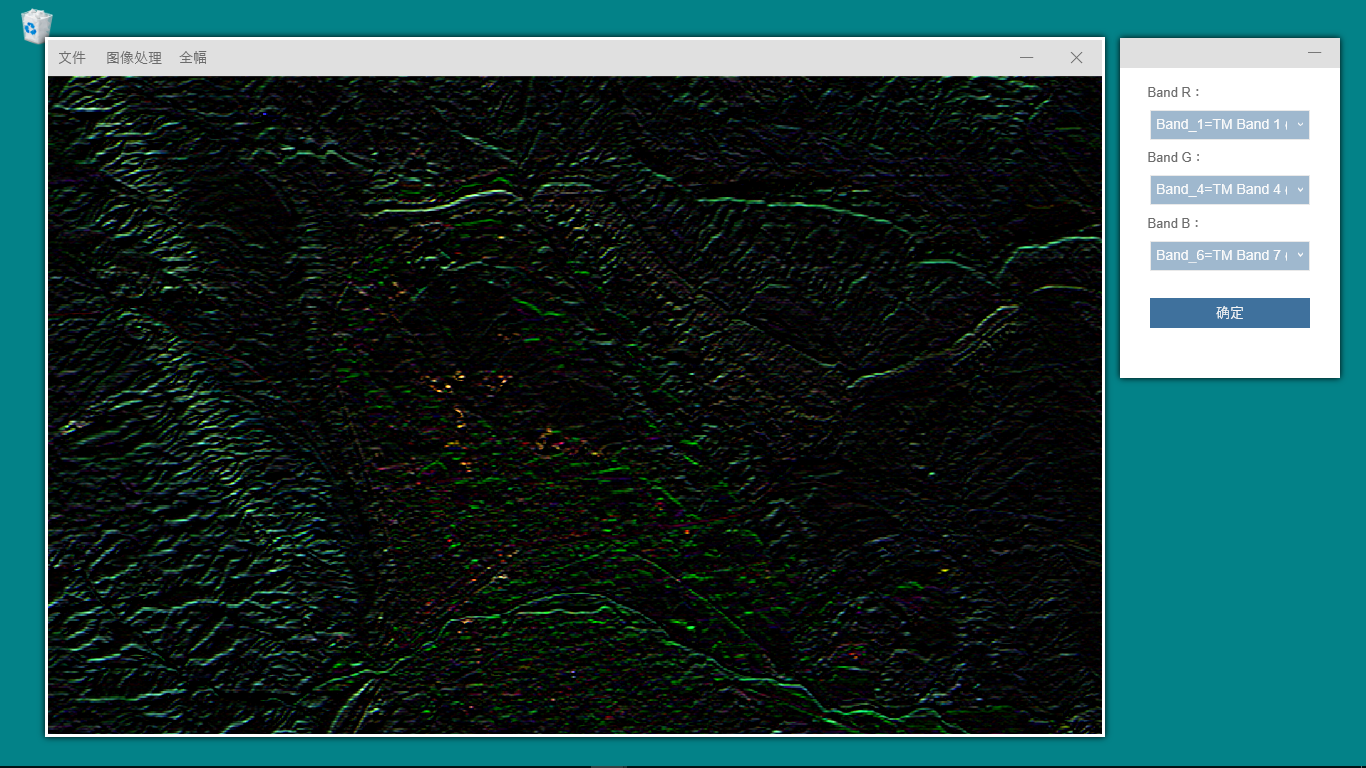 文件 图像处理 全幅
Band R：
Band_1=TM Band 1 (
Band G：
Band_4=TM Band 4 (
Band B：
Band_6=TM Band 7 (
确定